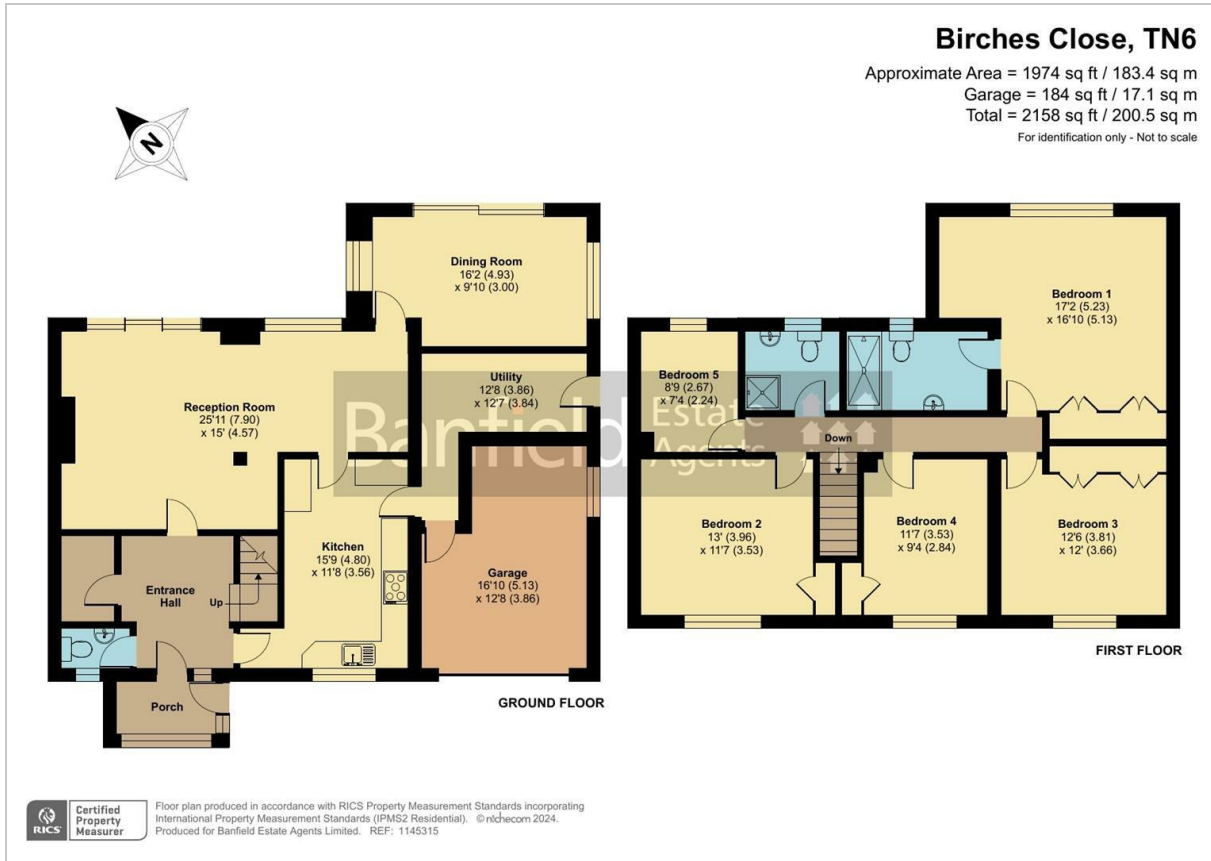 Birches Close, TN6
Approximate Area = 1974 sq ft / 183.4 sq m
Garage = 184 sq ft / 17.1 sq m
Total = 2158 sq ft / 200.5 sq m
For identification only - Not to scale
N
Dining Room
16'2 (4.93)
x 9'10 (3.00)
Utility
12'8 (3.86)
x 12'7 (3.84)
Reception Room
25'11 (7.90)
x 15' (4.57)
Kitchen
15'9 (4.80)
x 11'8 (3.56)
Entrance
Hall
Up
Garage
16'10 (5.13)
x 12'8 (3.86)
Porch
GROUND FLOOR
Bedroom 1
17'2 (5.23)
x 16'10 (5.13)
Bedroom 5
8'9 (2.67)
x 7'4 (2.24)
Down
Bedroom 2
13' (3.96)
x 11'7 (3.53)
Bedroom 4
11'7 (3.53)
x 9'4 (2.84)
Bedroom 3
12'6 (3.81)
x 12' (3.66)
FIRST FLOOR
Banfield
Estate
Agents
RICS
Certified
Property
Measurer
Floor plan produced in accordance with RICS Property Measurement Standards incorporating
International Property Measurement Standards (IPMS2 Residential). © nichecom 2024.
Produced for Banfield Estate Agents Limited. REF: 1145315